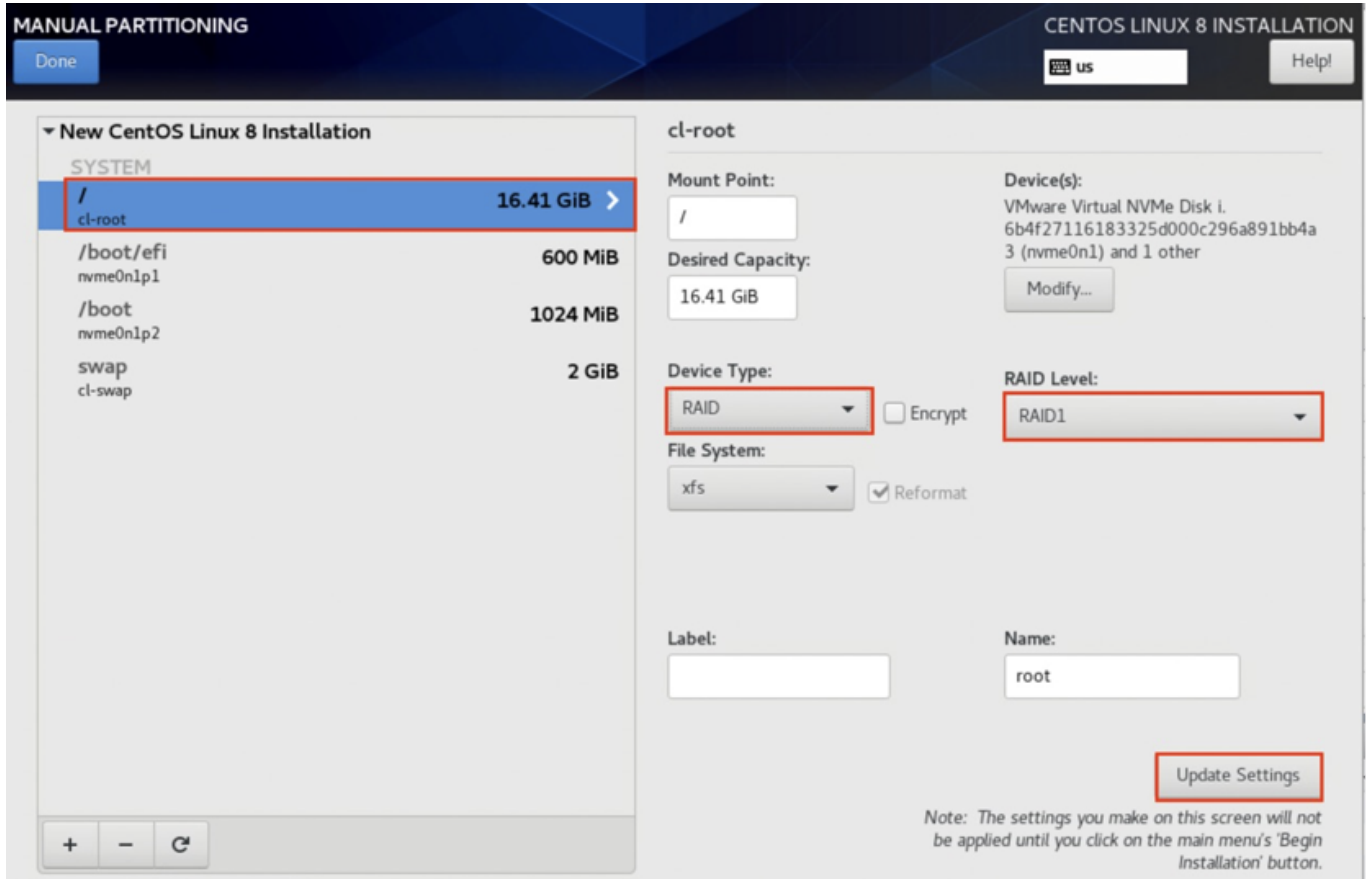 MANUAL PARTITIONING
CENTOS LINUX 8 INSTALLATION
Done
us
Help!
New CentOS Linux 8 Installation
SYSTEM
/
16.41 GiB
cl-root
/boot/efi
600 MiB
nvme0n1p1
/boot
1024 MiB
nvme0n1p2
swap
2 GiB
cl-swap
cl-root
Mount Point:
/
Desired Capacity:
16.41 GiB
Device(s):
VMware Virtual NVMe Disk i.
6b4f27116183325d000c296a891bb4a
3 (nvme0n1) and 1 other
Modify...
Device Type:
RAID
Encrypt
RAID Level:
RAID1
File System:
xfs
Reformat
Label:
Name:
root
Update Settings
Note: The settings you make on this screen will not
be applied until you click on the main menu's 'Begin
Installation' button.
+ −